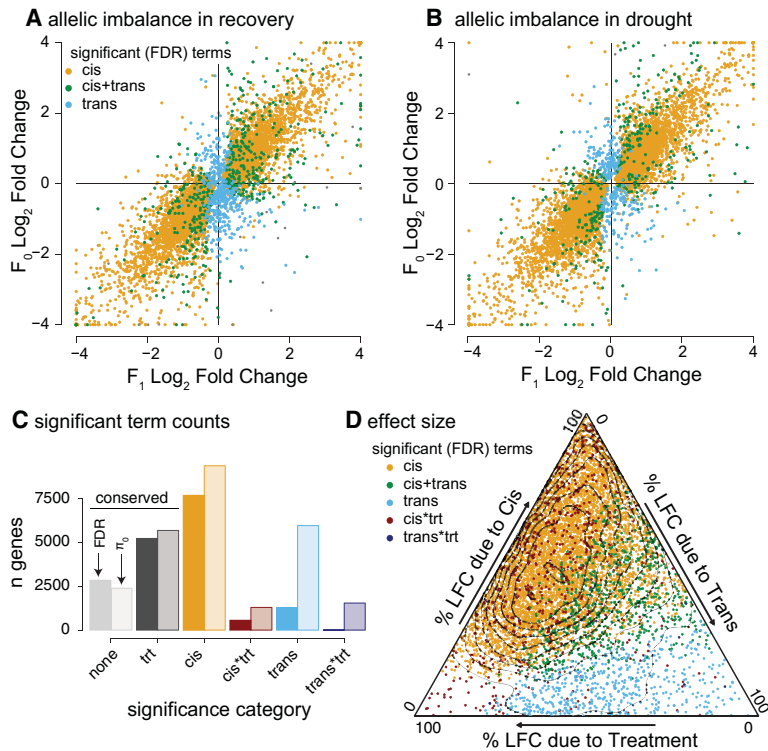 A allelic imbalance in recovery
significant (FDR) terms
cis
cis+trans
trans
F0 Log2 Fold Change
4
2
0
−2
−4
−4
−2
0
2
4
F1 Log2 Fold Change
B allelic imbalance in drought
F0 Log2 Fold Change
4
2
0
−2
−4
−4
−2
0
2
4
F1 Log2 Fold Change
C significant term counts
n genes
7500
5000
2500
0
conserved
FDR
π0
none
trt
cis
cis*trt
trans
trans*trt
significance category
D effect size
significant (FDR) terms
cis
cis+trans
trans
cis*trt
trans*trt
100
0
% LFC due to Cis
% LFC due to Trans
0
100
100
0
% LFC due to Treatment